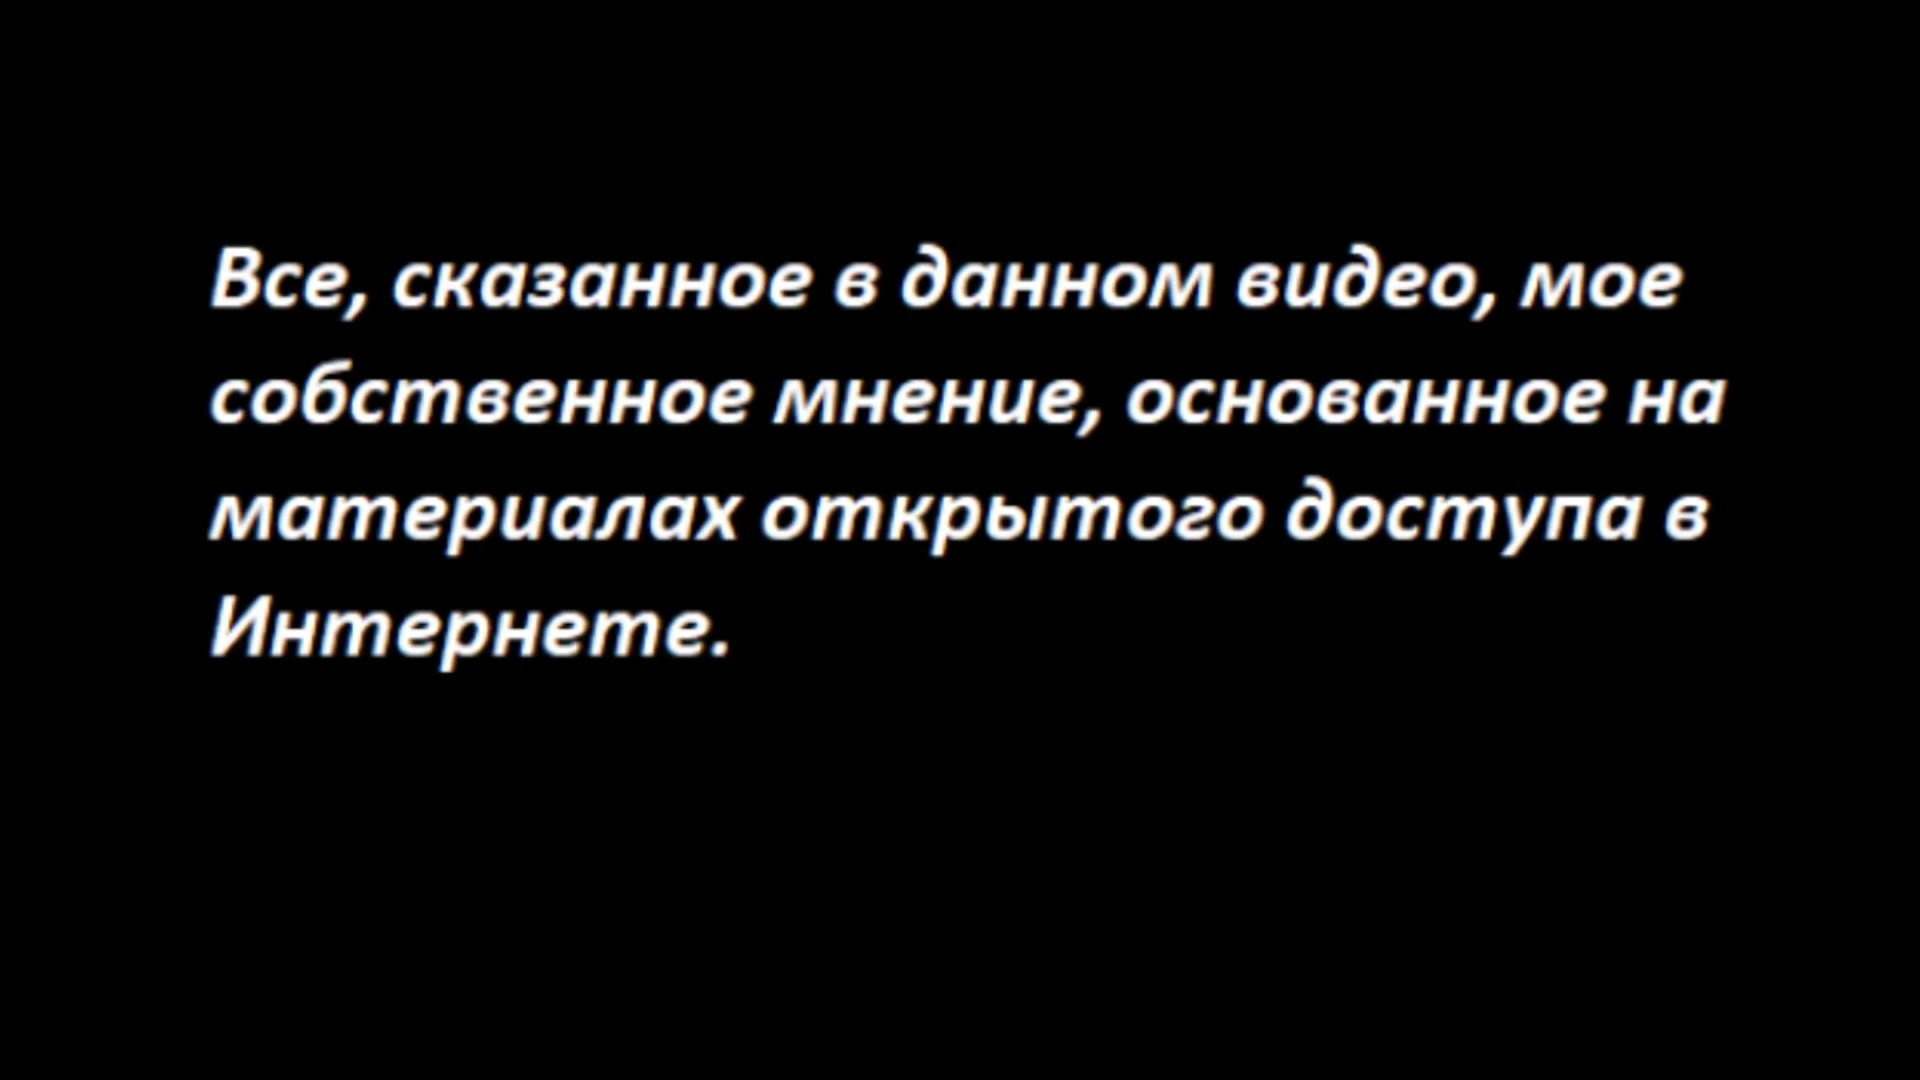 Все, сказанное в данном видео, мое
собственное мнение, основанное на
материалах открытого доступа в
Интернете.